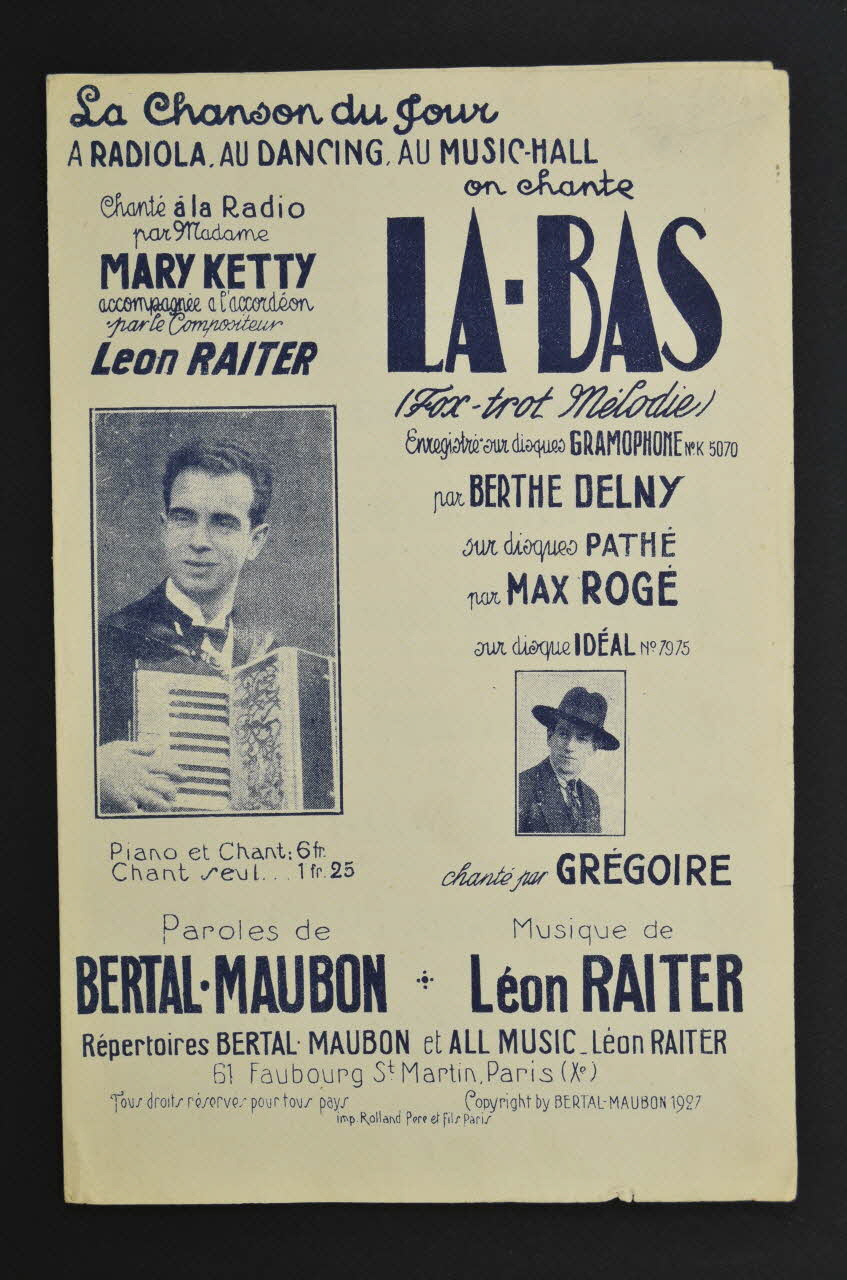 La Chanson du Jour
A RADIOLA, AU DANCING, AU MUSIC-HALL
on chante
LA-BAS
(Fox-trot Mélodie)
Chanté à la Radio
par Madame
MARY KETTY
accompagnée a l'accordéon
par le Compositeur
Leon RAITER
Enregistré sur disques GRAMOPHONE No K 5070
par BERTHE DELNY
sur disques PATHÉ
par MAX ROGÉ
sur disque IDÉAL No 7975
chanté par GRÉGOIRE
Piano et Chant: 6 fr.
Chant seul... 1 fr. 25
Paroles de
BERTAL·MAUBON
Musique de
Léon RAITER
Répertoires BERTAL·MAUBON et ALL MUSIC_Léon RAITER
61 Faubourg St Martin, Paris (Xe)
Tous droits réservés pour tous pays
Copyright by BERTAL-MAUBON 1927
imp. Rolland Pere et fils Paris